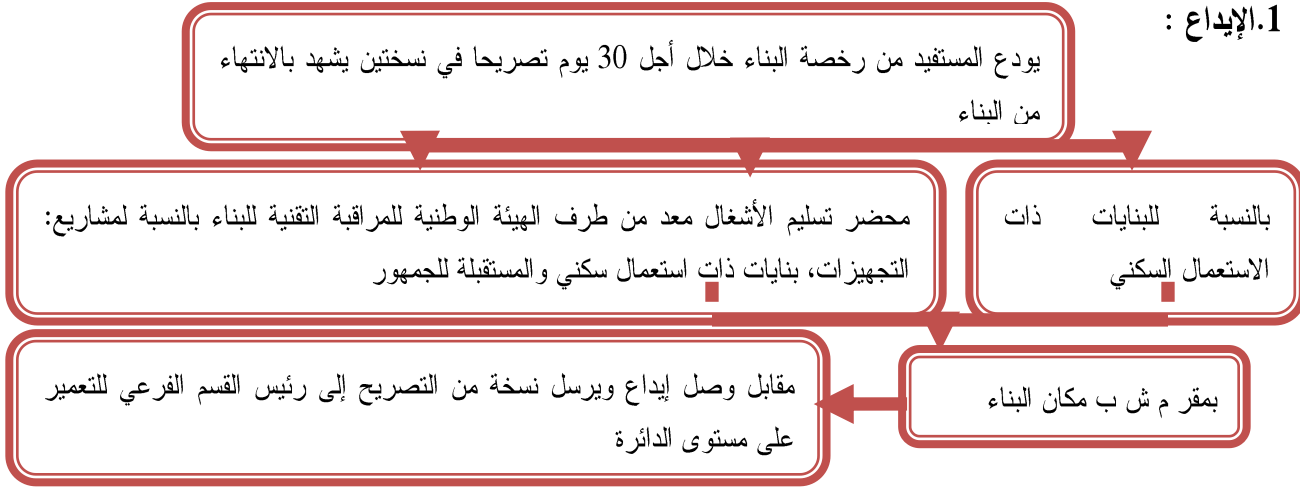 1.الإيداع :
يودع المستفيد من رخصة البناء خلال أجل 30 يوم تصريحا في نسختين يشهد بالانتهاء
من البناء
بالنسبة للبنايات ذات
الاستعمال السكني
محضر تسليم الأشغال معد من طرف الهيئة الوطنية للمراقبة التقنية للبناء بالنسبة لمشاريع:
التجهيزات، بنايات ذات استعمال سكني والمستقبلة للجمهور
بمقر م ش ب مكان البناء
مقابل وصل إيداع ويرسل نسخة من التصريح إلى رئيس القسم الفرعي للتعمير
على مستوى الدائرة